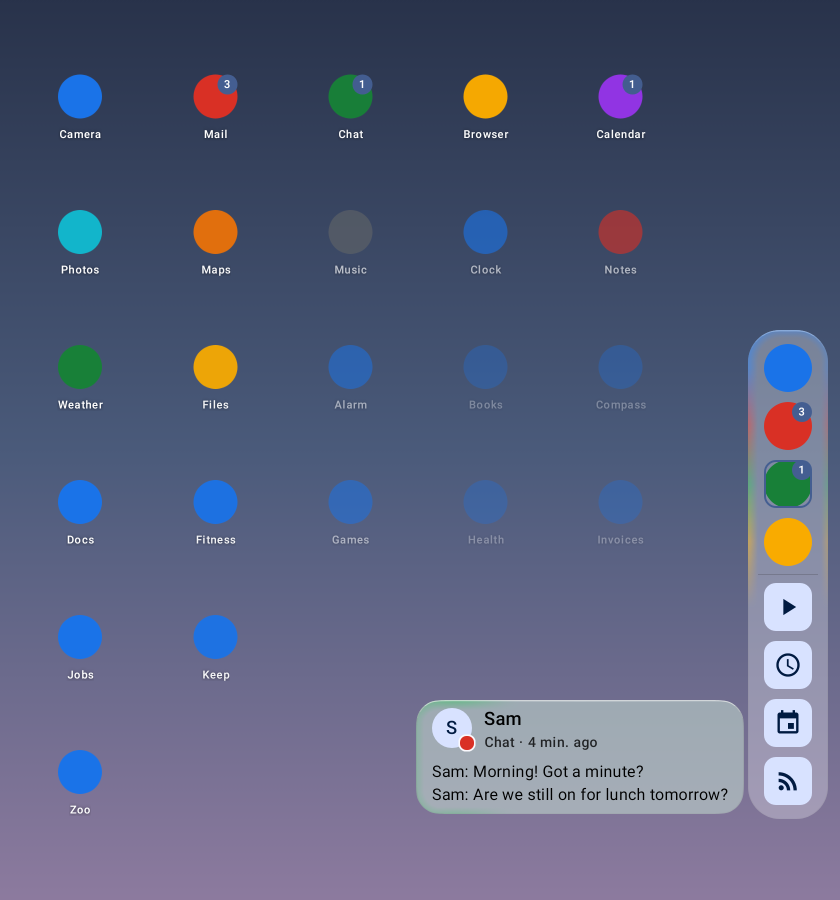 3
1
1
Camera
Mail
Chat
Browser
Calendar
Photos
Maps
Music
Clock
Notes
Weather
Files
Alarm
Books
Compass
3
1
Docs
Fitness
Games
Health
Invoices
Jobs
Keep
S
Sam
Chat · 4 min. ago
Sam: Morning! Got a minute?
Sam: Are we still on for lunch tomorrow?
Zoo